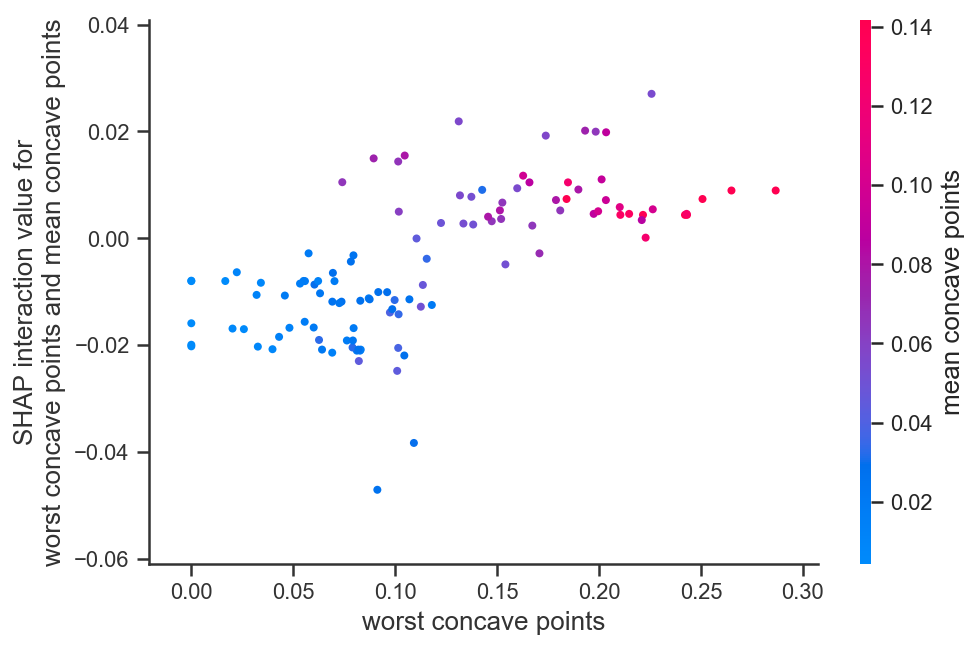 SHAP interaction value for
worst concave points and mean concave points
0.04
0.02
0.00
−0.02
−0.04
−0.06
0.00 0.05 0.10 0.15 0.20 0.25 0.30
worst concave points
0.14
0.12
0.10
0.08
0.06
0.04
0.02
mean concave points